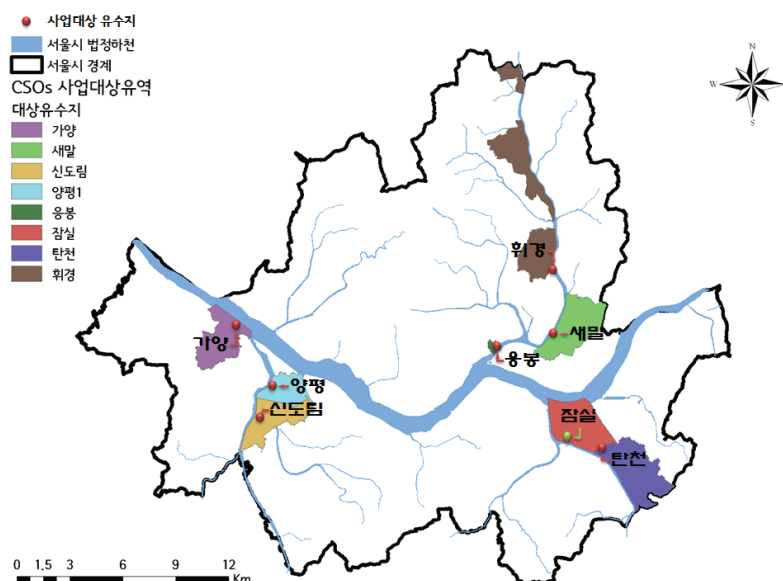 사업대상 유수지
서울시 법정하천
서울시 경계
CSOs 사업대상유역
대상유수지
가양
새말
신도림
양평1
응봉
잠실
탄천
휘경
N
W
E
S
휘경
가양
새말
응봉
양평
신도림
잠실
탄천
0 1.5 3 6 9 12
Km